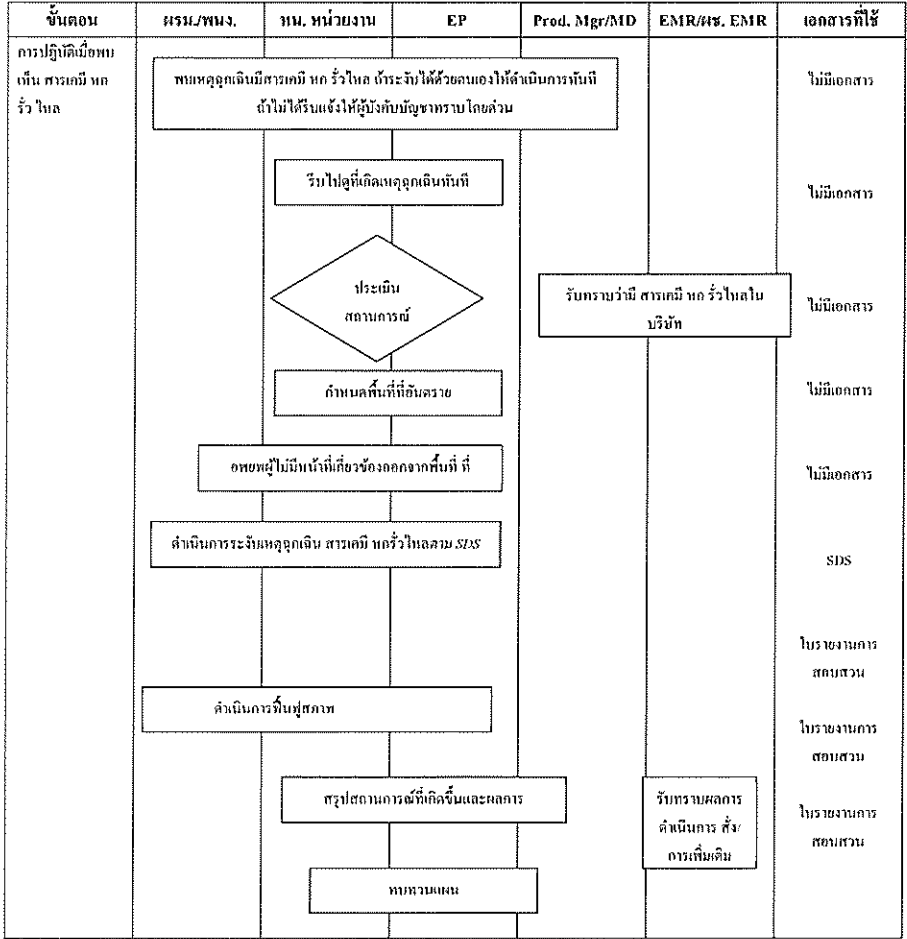 ขั้นตอน ผรม./พนง. หน. หน่วยงาน EP Prod. Mgr/MD EMR/ผช. EMR เอกสารที่ใช้
การปฏิบัติเมื่อพบ
เห็น สารเคมี หก
รั่ว ไหล
พบเหตุฉุกเฉินมีสารเคมี หก รั่วไหล ถ้าระงับได้ด้วยตนเองให้ดำเนินการทันที
ถ้าไม่ได้รีบแจ้งให้ผู้บังคับบัญชาทราบโดยด่วน
ไม่มีเอกสาร
รีบไปดูที่เกิดเหตุฉุกเฉินทันที
ไม่มีเอกสาร
ประเมิน
สถานการณ์
รับทราบว่ามี สารเคมี หก รั่วไหลใน
บริษัท
ไม่มีเอกสาร
กำหนดพื้นที่ที่อันตราย
ไม่มีเอกสาร
อพยพผู้ไม่มีหน้าที่เกี่ยวข้องออกจากพื้นที่ ที่
ไม่มีเอกสาร
ดำเนินการระงับเหตุฉุกเฉิน สารเคมี หกรั่วไหลตาม SDS
SDS
ใบรายงานการ
สอบสวน
ดำเนินการฟื้นฟูสภาพ
ใบรายงานการ
สอบสวน
สรุปสถานการณ์ที่เกิดขึ้นและผลการ
รับทราบผลการ
ดำเนินการ สั่ง/
การเพิ่มเติม
ใบรายงานการ
สอบสวน
ทบทวนแผน